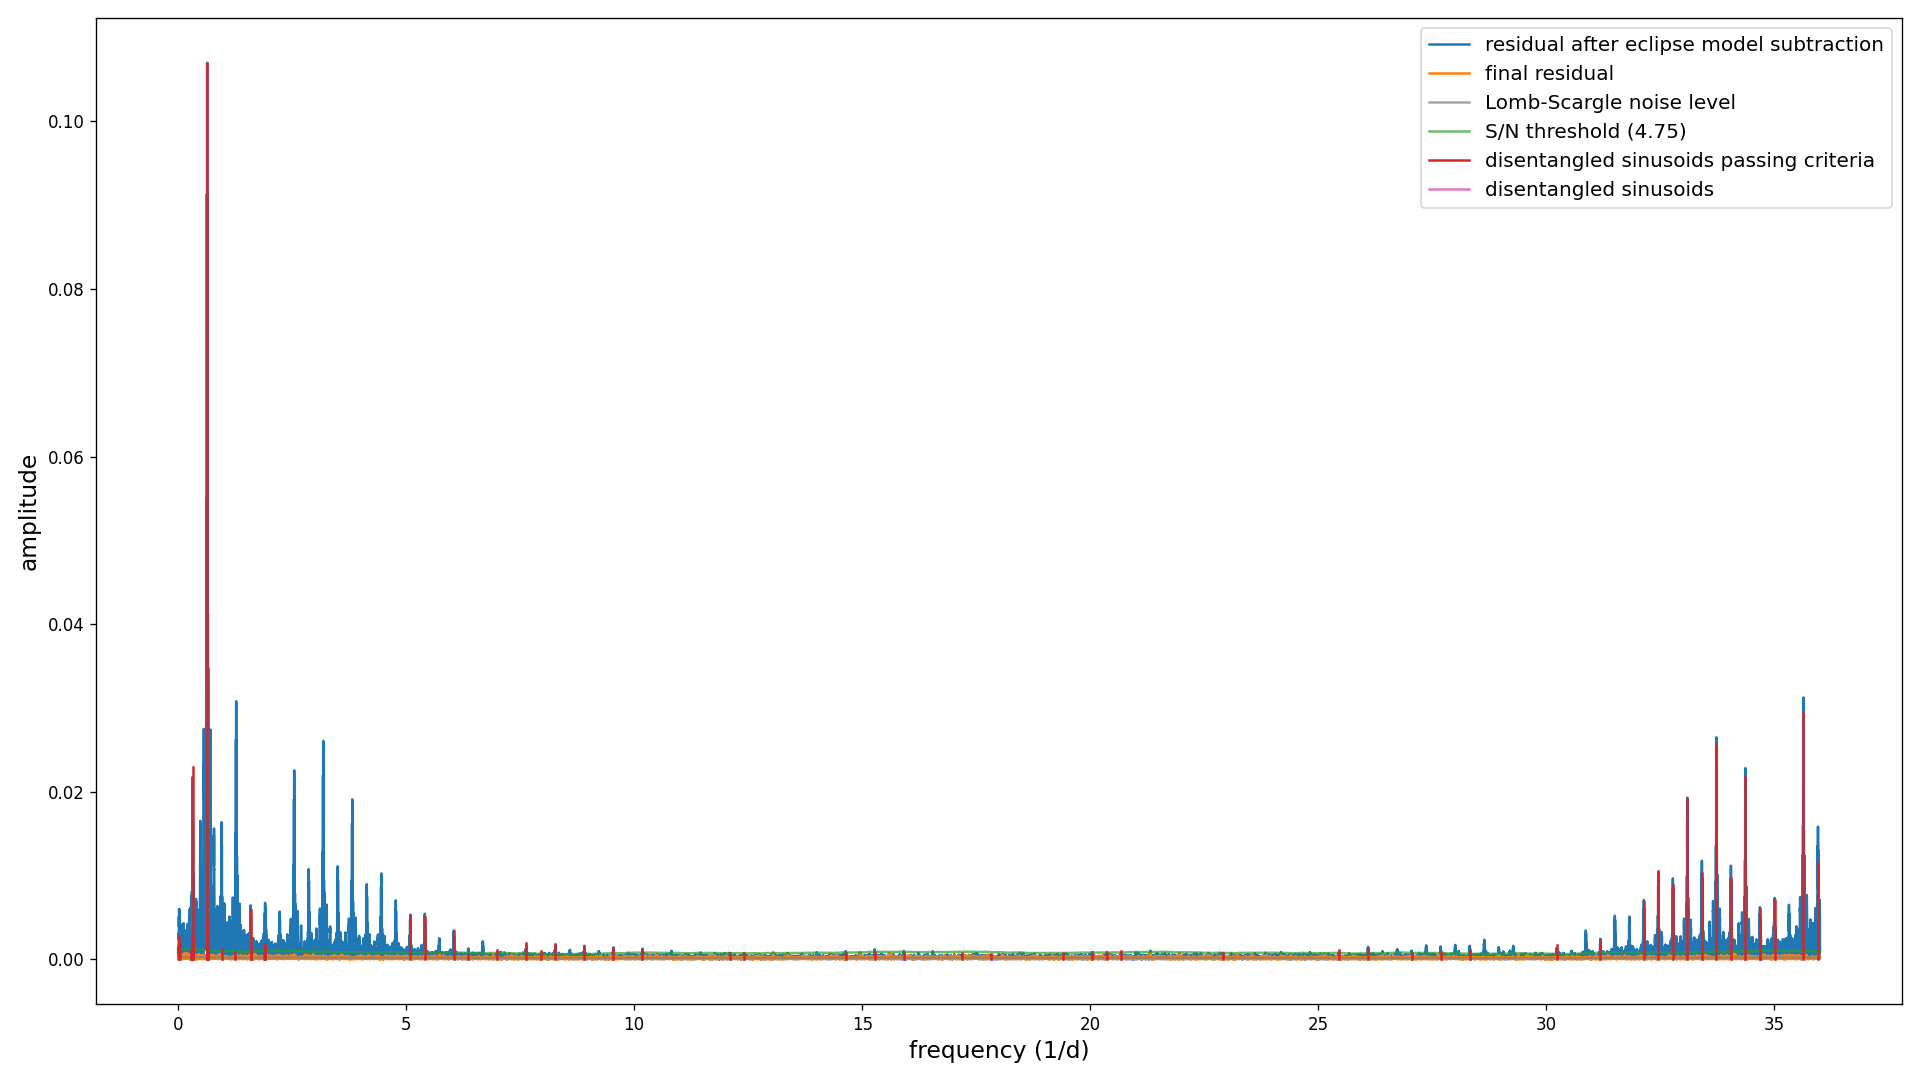 residual after eclipse model subtraction
final residual
Lomb-Scargle noise level
S/N threshold (4.75)
disentangled sinusoids passing criteria
disentangled sinusoids
0.10
0.08
0.06
0.04
0.02
0.00
amplitude
0 5 10 15 20 25 30 35
frequency (1/d)